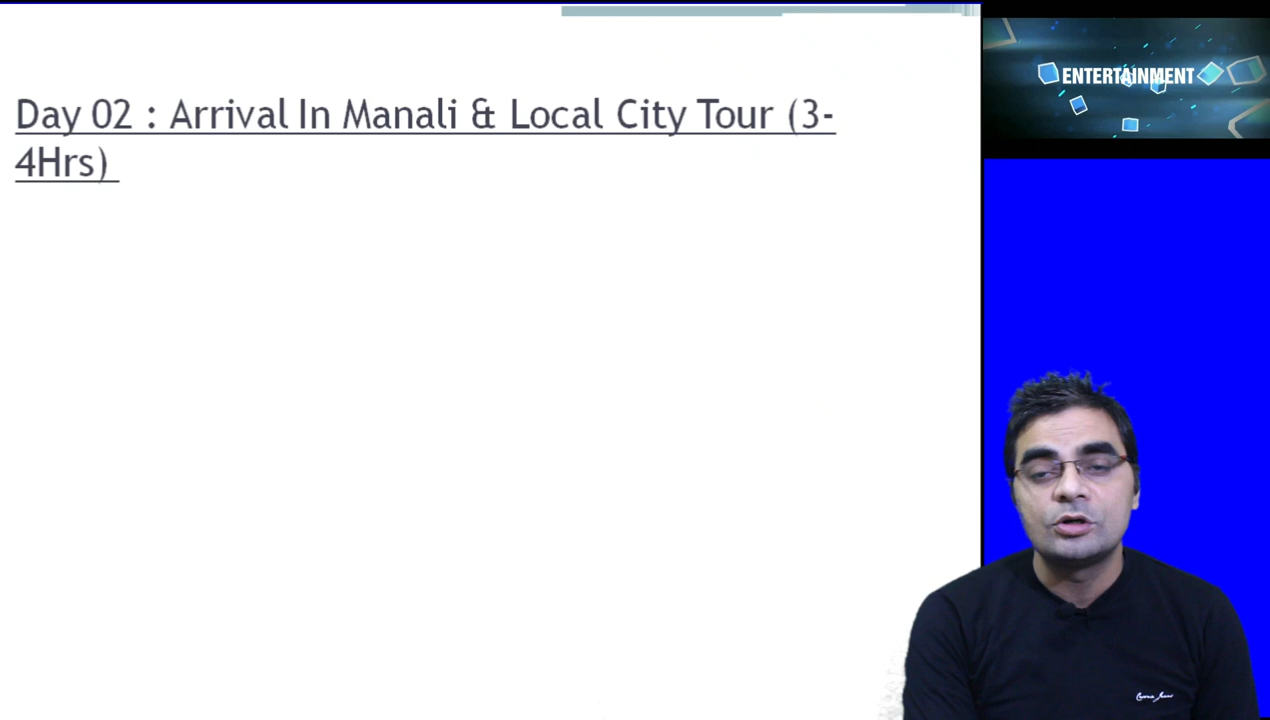 Day 02 : Arrival In Manali & Local City Tour (3-
4Hrs)
ENTERTAINMENT